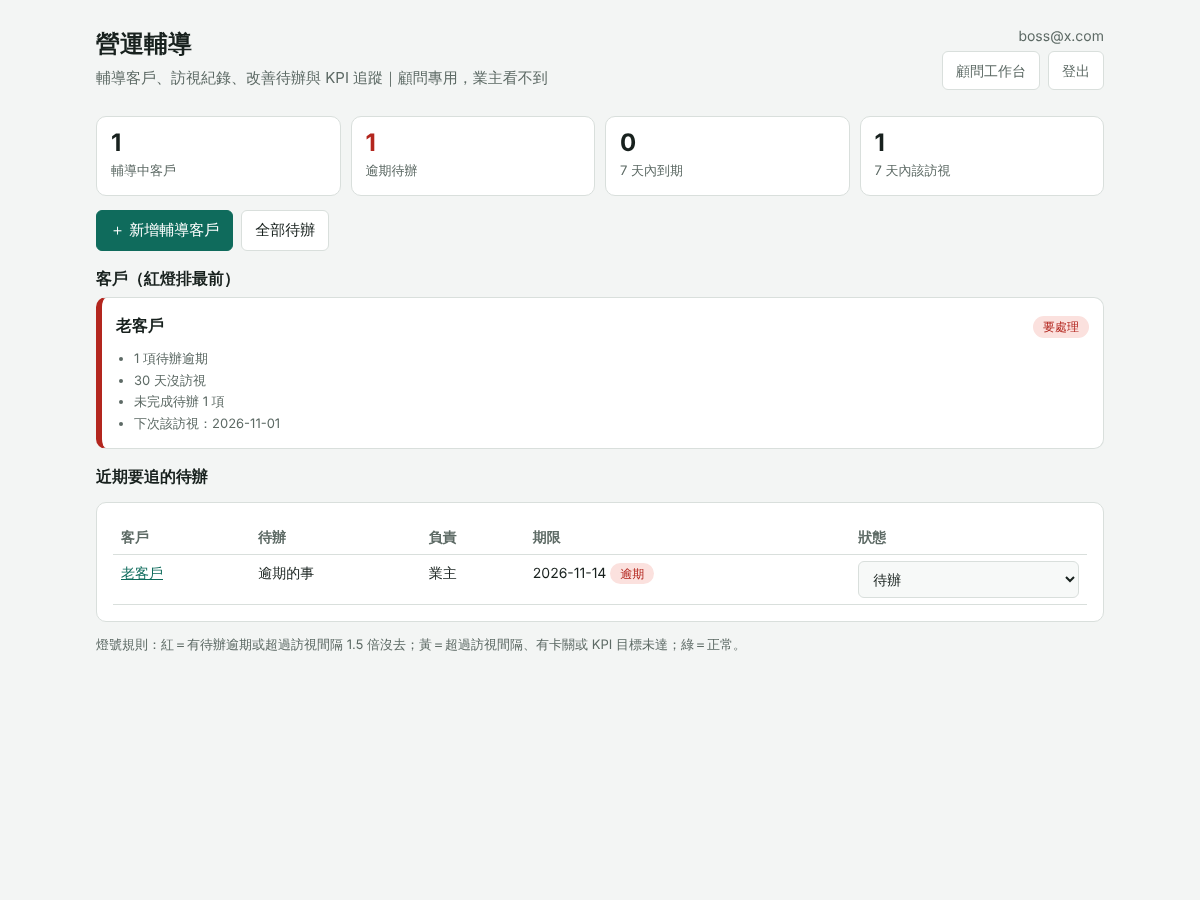 營運輔導
boss@x.com
輔導客戶、訪視紀錄、改善待辦與 KPI 追蹤｜顧問專用，業主看不到
顧問工作台
登出
1
輔導中客戶
1
逾期待辦
0
7 天內到期
1
7 天內該訪視
＋ 新增輔導客戶
全部待辦
客戶（紅燈排最前）
老客戶
要處理
• 1 項待辦逾期
• 30 天沒訪視
• 未完成待辦 1 項
• 下次該訪視：2026-11-01
近期要追的待辦
客戶 待辦 負責 期限 狀態
老客戶 逾期的事 業主 2026-11-14 逾期 待辦
燈號規則：紅＝有待辦逾期或超過訪視間隔 1.5 倍沒去；黃＝超過訪視間隔、有卡關或 KPI 目標未達；綠＝正常。